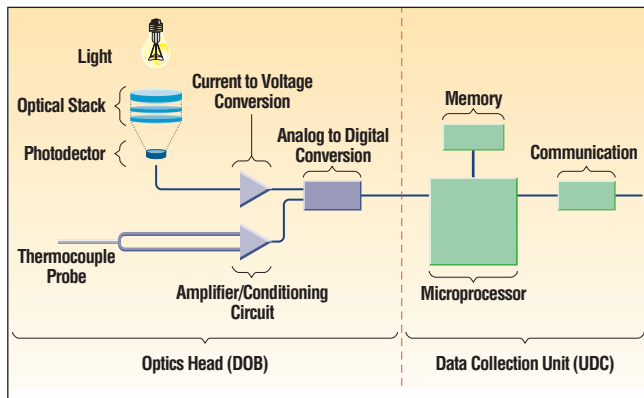 Light
Optical Stack
Photodector
Current to Voltage
Conversion
Analog to Digital
Conversion
Memory
Communication
Thermocouple
Probe
Amplifier/Conditioning
Circuit
Microprocessor
Optics Head (DOB)
Data Collection Unit (UDC)